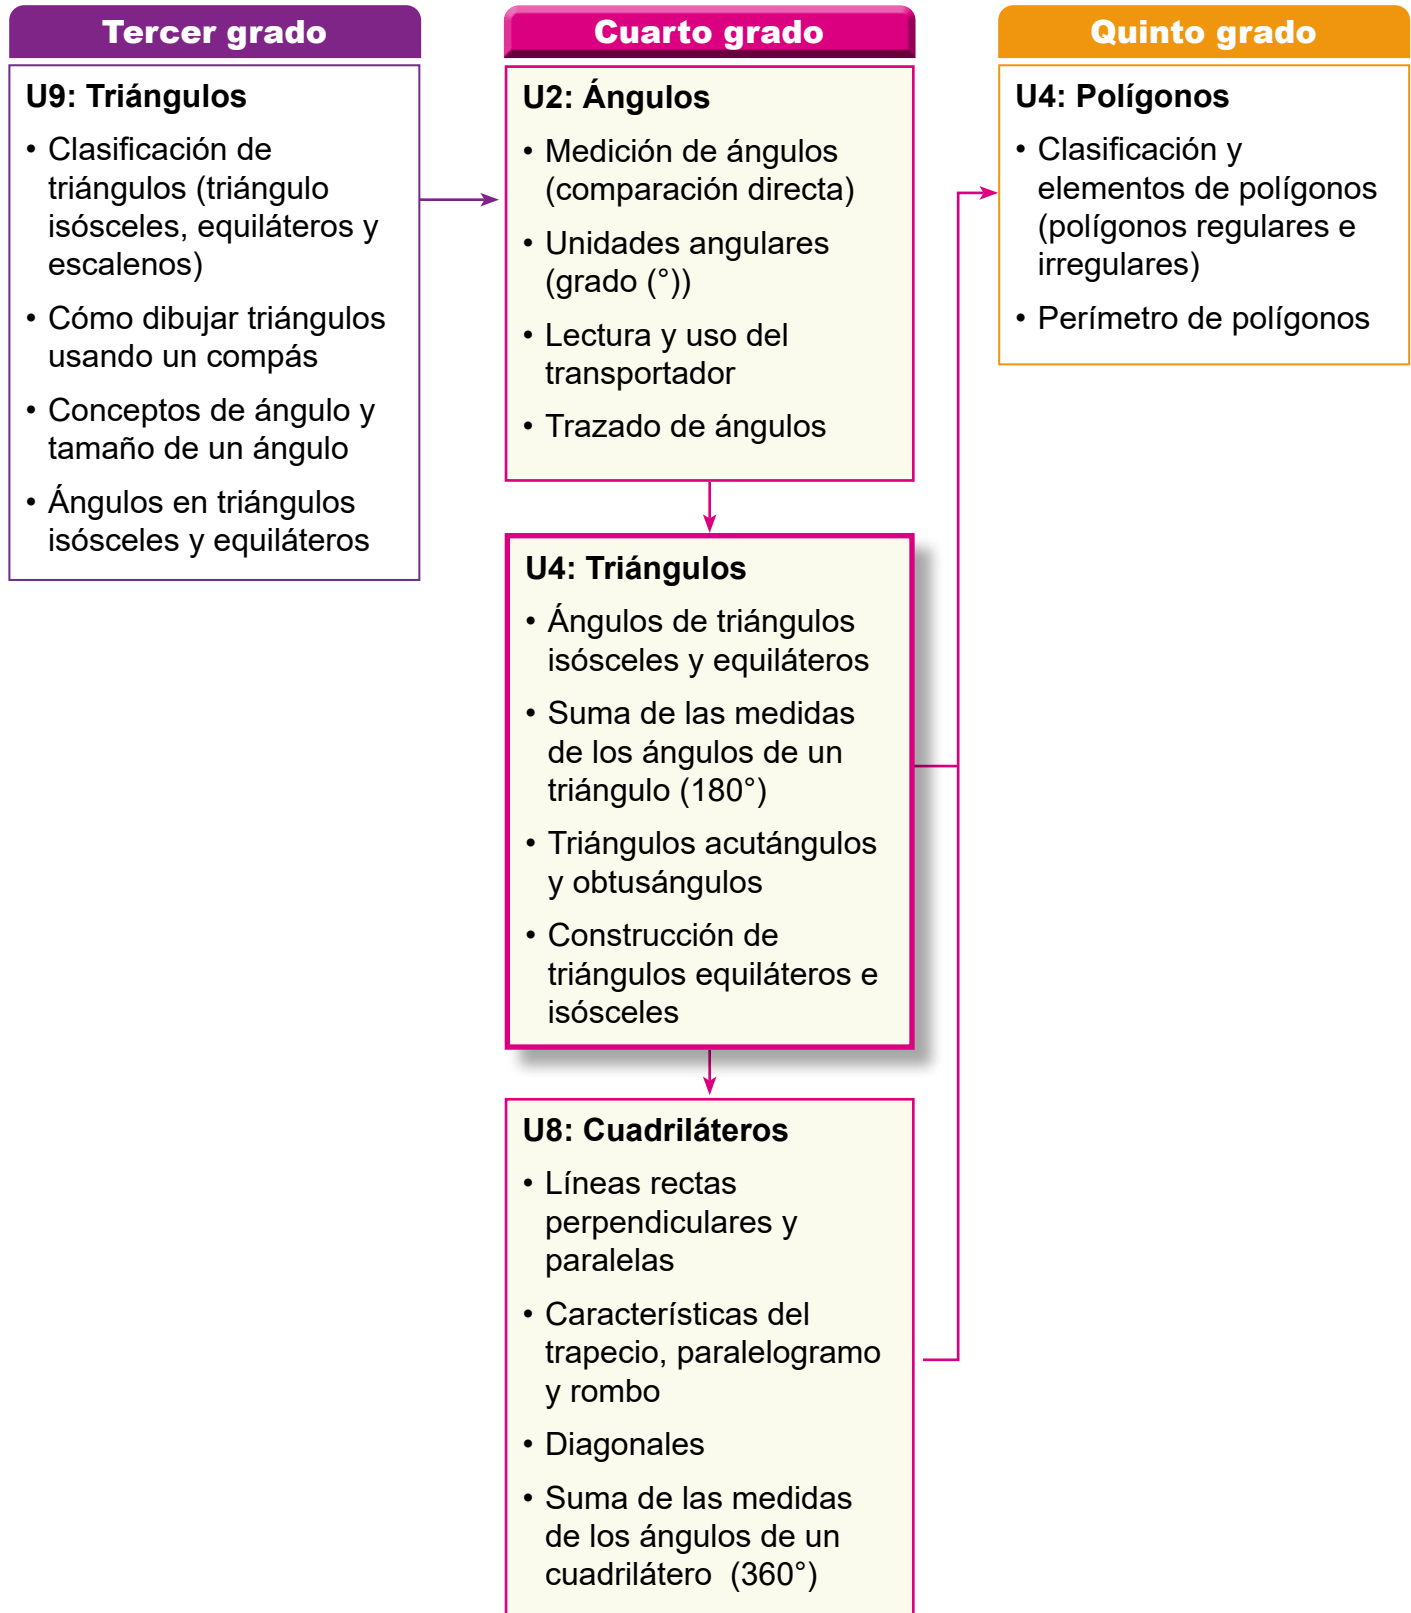 Tercer grado
U9: Triángulos
• Clasificación de
triángulos (triángulo
isósceles, equiláteros y
escalenos)
• Cómo dibujar triángulos
usando un compás
• Conceptos de ángulo y
tamaño de un ángulo
• Ángulos en triángulos
isósceles y equiláteros
Cuarto grado
U2: Ángulos
• Medición de ángulos
(comparación directa)
• Unidades angulares
(grado (°))
• Lectura y uso del
transportador
• Trazado de ángulos
U4: Triángulos
• Ángulos de triángulos
isósceles y equiláteros
• Suma de las medidas
de los ángulos de un
triángulo (180°)
• Triángulos acutángulos
y obtusángulos
• Construcción de
triángulos equiláteros e
isósceles
U8: Cuadriláteros
• Líneas rectas
perpendiculares y
paralelas
• Características del
trapecio, paralelogramo
y rombo
• Diagonales
• Suma de las medidas
de los ángulos de un
cuadrilátero (360°)
Quinto grado
U4: Polígonos
• Clasificación y
elementos de polígonos
(polígonos regulares e
irregulares)
• Perímetro de polígonos